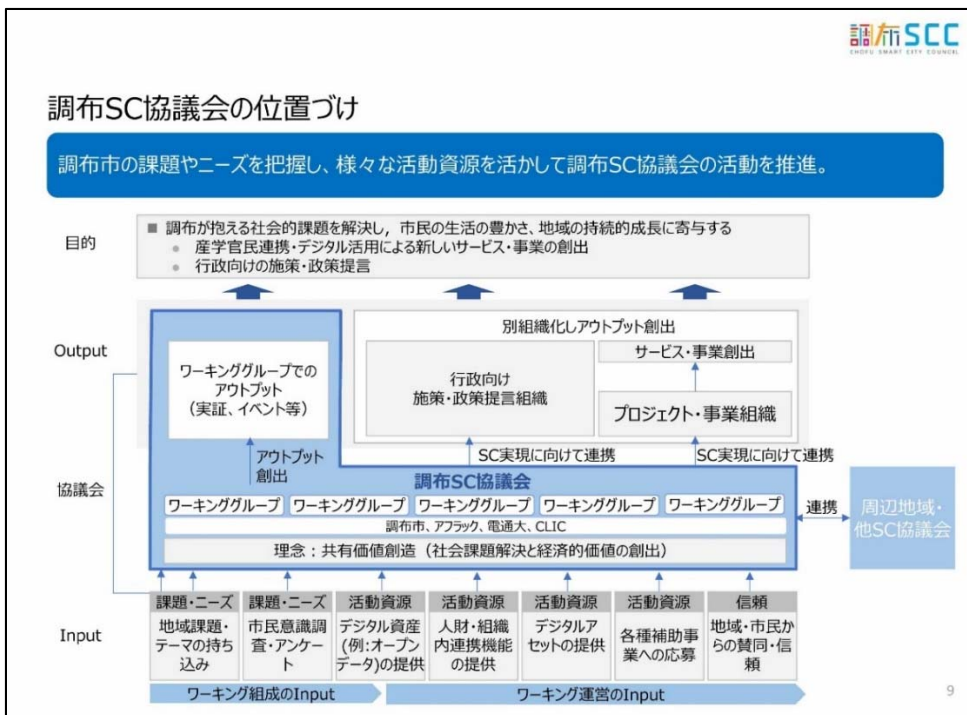 調布SCC
CHOFU SMART CITY COUNCIL
調布SC協議会の位置づけ
調布市の課題やニーズを把握し、様々な活動資源を活かして調布SC協議会の活動を推進。
目的
■ 調布が抱える社会的課題を解決し，市民の生活の豊かさ、地域の持続的成長に寄与する
● 産学官民連携・デジタル活用による新しいサービス・事業の創出
● 行政向けの施策・政策提言
Output
ワーキンググループでの
アウトプット
（実証、イベント等）
別組織化しアウトプット創出
行政向け
施策・政策提言組織
サービス・事業創出
プロジェクト・事業組織
アウトプット
創出
SC実現に向けて連携
SC実現に向けて連携
協議会
調布SC協議会
ワーキンググループ
ワーキンググループ
ワーキンググループ
ワーキンググループ
ワーキンググループ
調布市、アフラック、電通大、CLIC
理念：共有価値創造（社会課題解決と経済的価値の創出）
連携
周辺地域・
他SC協議会
Input
課題・ニーズ
地域課題・
テーマの持ち
込み
課題・ニーズ
市民意識調
査・アンケー
ト
活動資源
デジタル資産
(例:オープン
データ)の提供
活動資源
人財・組織
内連携機能
の提供
活動資源
デジタルア
セットの提供
活動資源
各種補助事
業への応募
信頼
地域・市民か
らの賛同・信
頼
ワーキング組成のInput
ワーキング運営のInput
9